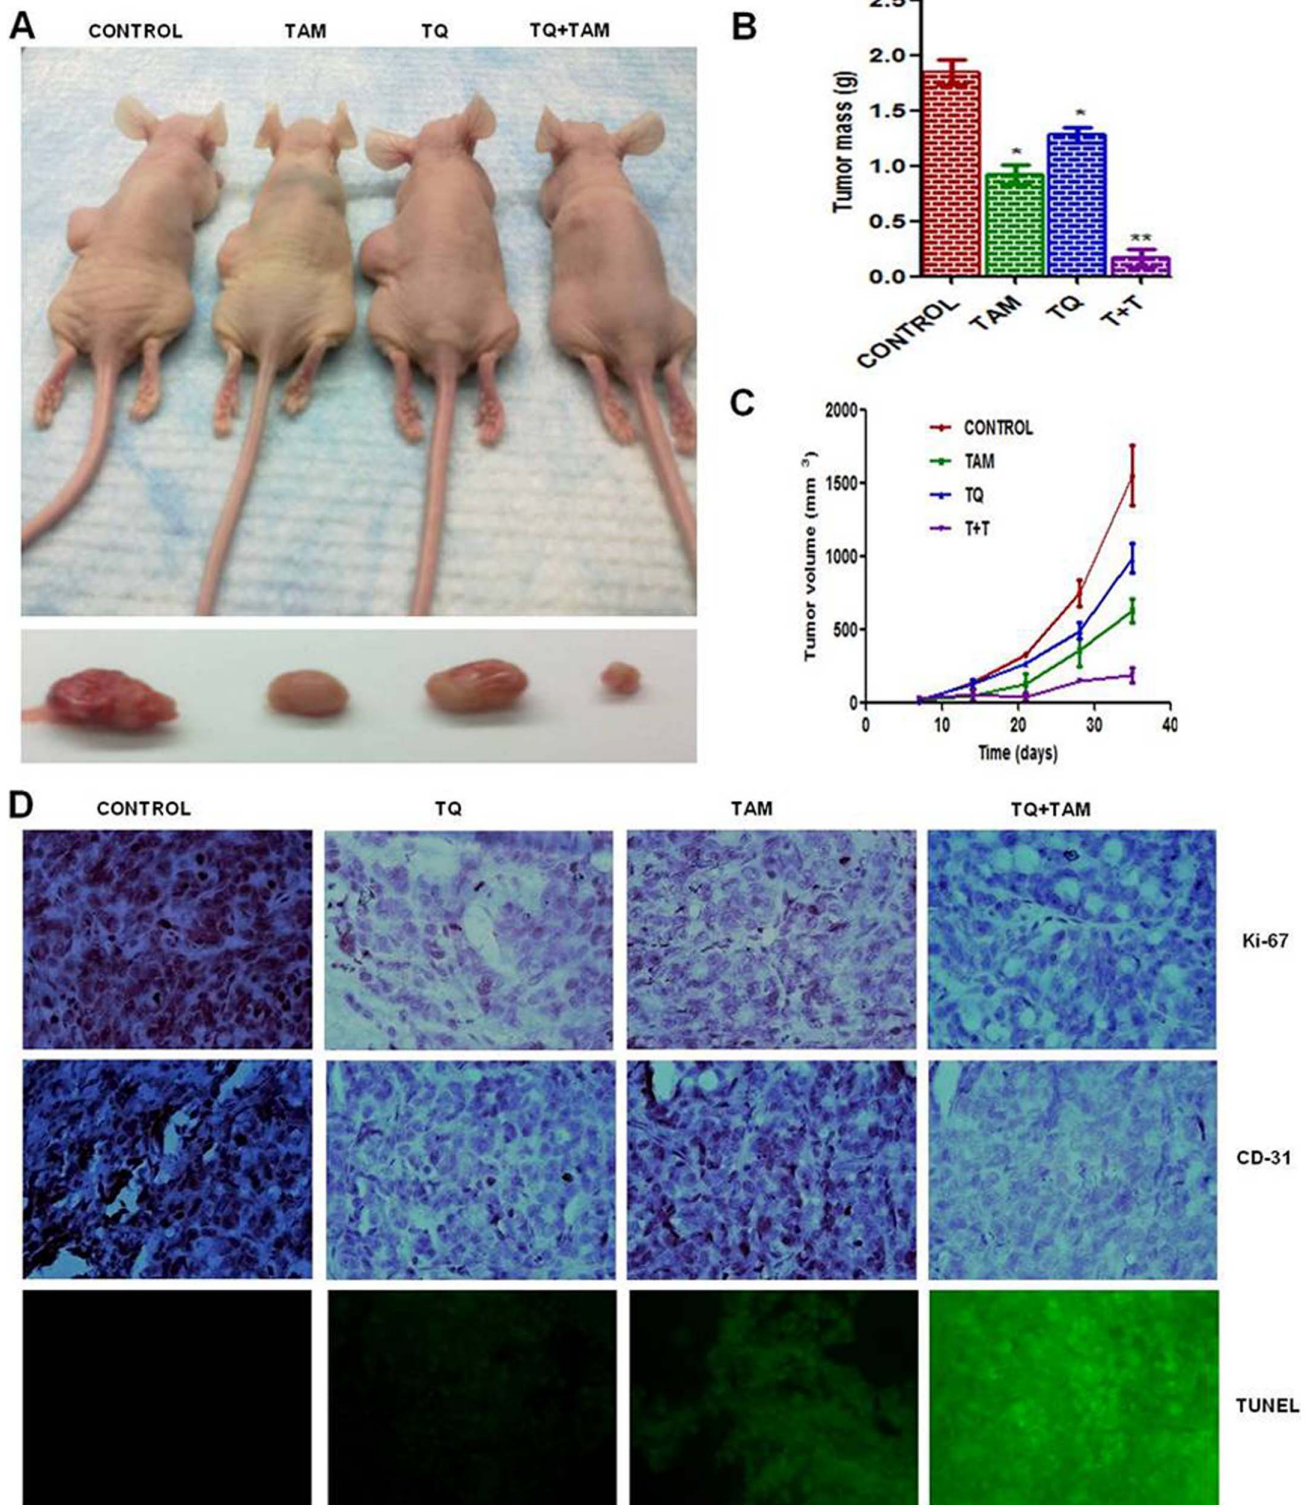 A
CONTROL TAM TQ TQ+TAM
B
2.5
2.0
1.5
1.0
0.5
0.0
Tumor mass (g)
*
*
**
CONTROL TAM TQ T+T
C
2000
1500
1000
500
0
Tumor volume (mm ³)
CONTROL
TAM
TQ
T+T
0 10 20 30 40
Time (days)
D
CONTROL TQ TAM TQ+TAM
Ki-67
CD-31
TUNEL